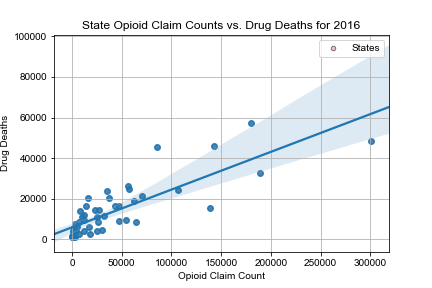 State Opioid Claim Counts vs. Drug Deaths for 2016
100000
States
80000
60000
40000
20000
0
Drug Deaths
0 50000 100000 150000 200000 250000 300000
Opioid Claim Count